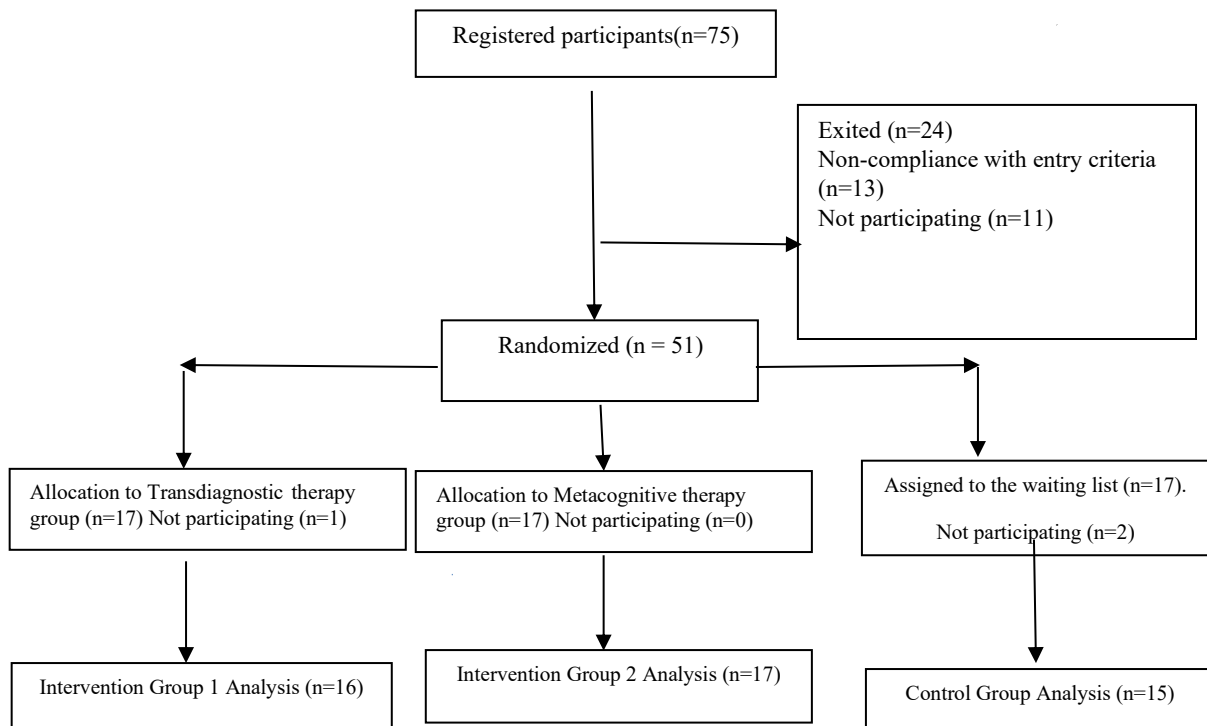 Registered participants(n=75)
Exited (n=24)
Non-compliance with entry criteria
(n=13)
Not participating (n=11)
Randomized (n = 51)
Allocation to Transdiagnostic therapy
group (n=17) Not participating (n=1)
Allocation to Metacognitive therapy
group (n=17) Not participating (n=0)
Assigned to the waiting list (n=17).
Not participating (n=2)
Intervention Group 1 Analysis (n=16)
Intervention Group 2 Analysis (n=17)
Control Group Analysis (n=15)